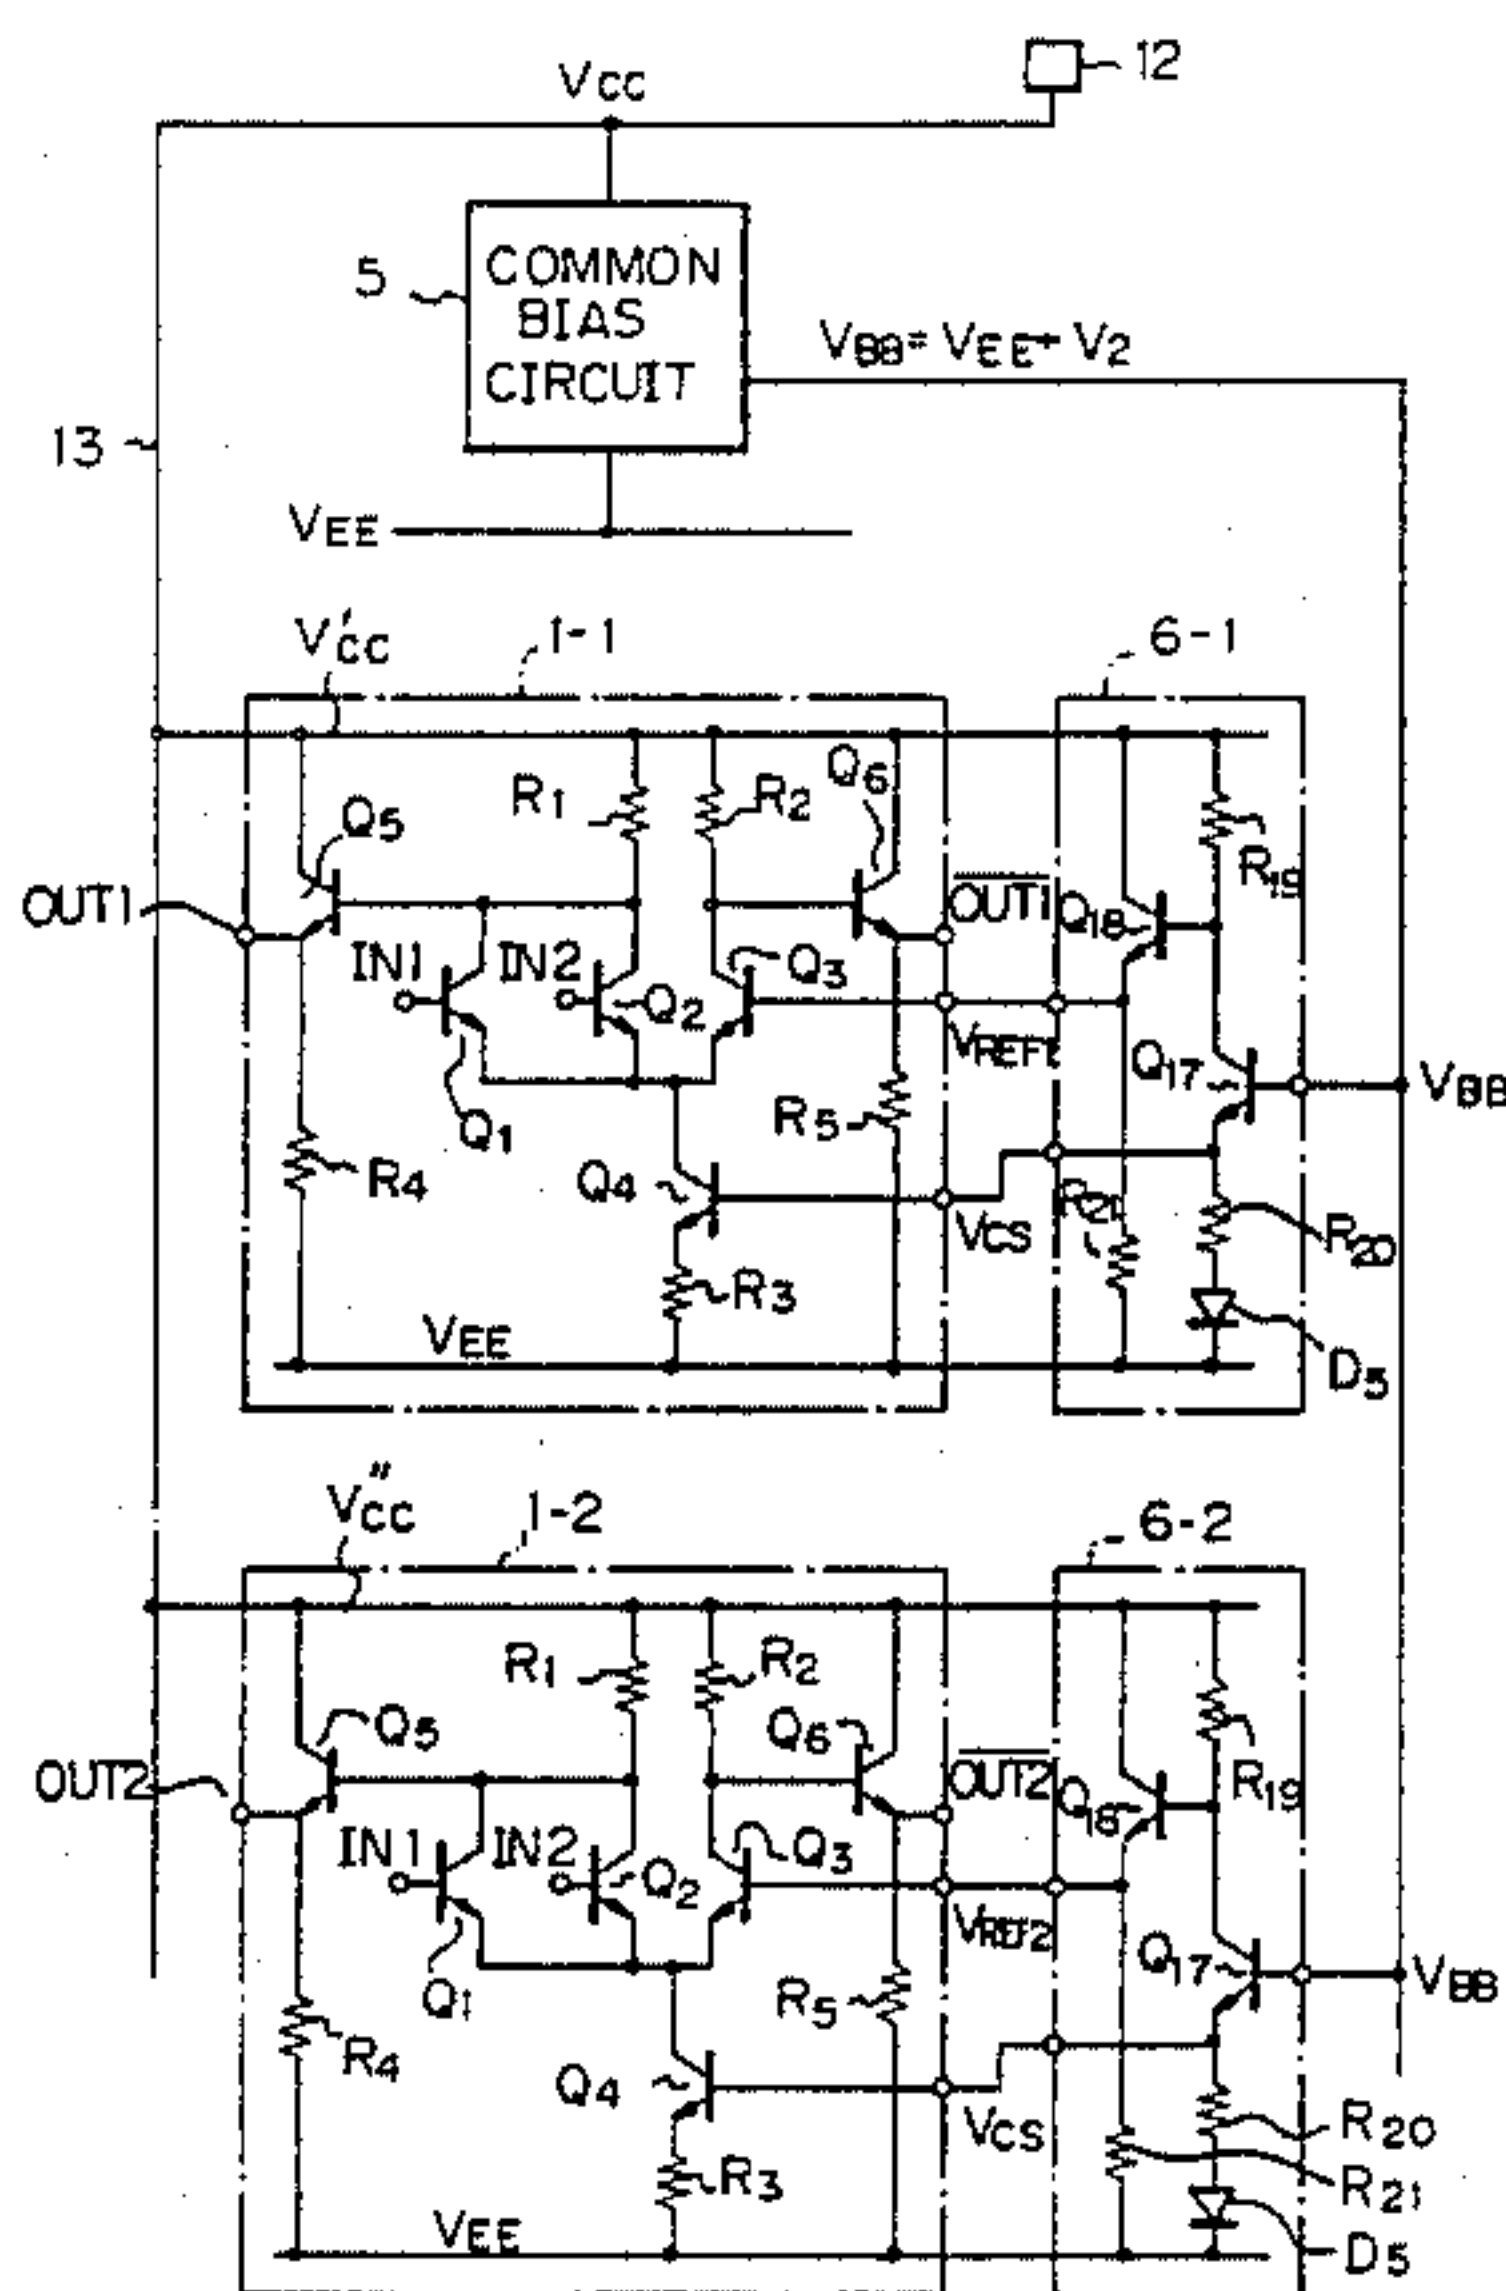 12
VCC
5
COMMON
BIAS
CIRCUIT
VBB = VEE + V2
13
VEE
V'CC
1-1
6-1
R1
R2
Q6
Q5
R19
OUT1
OUT1
Q18
IN1
IN2
Q3
Q2
VREF1
Q17
VBB
Q1
R5
R4
Q4
VCS
R21
R20
R3
VEE
D5
V''CC
1-2
6-2
R1
R2
Q5
Q6
OUT2
OUT2
Q18
R19
IN1
IN2
Q3
Q2
VREF2
Q17
VBB
Q1
R5
R4
Q4
VCS
R20
R3
R21
VEE
D5